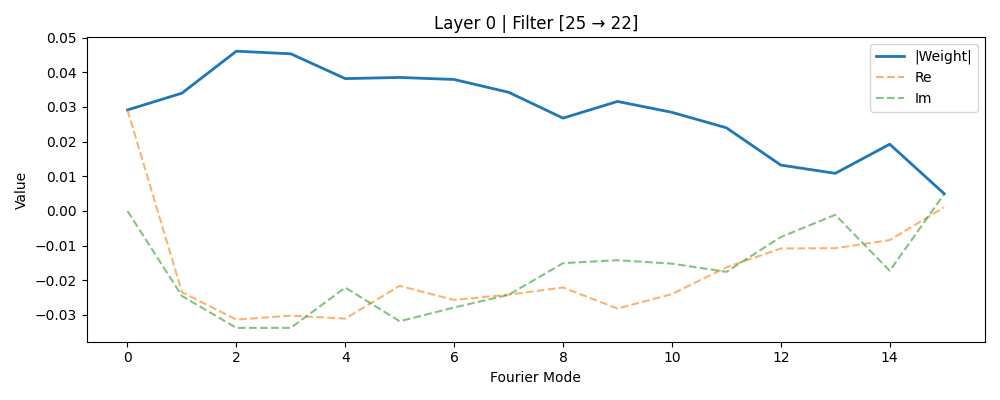 Layer 0 | Filter [25 → 22]
0.05
0.04
0.03
0.02
0.01
0.00
−0.01
−0.02
−0.03
Value
|Weight|
Re
Im
0 2 4 6 8 10 12 14
Fourier Mode